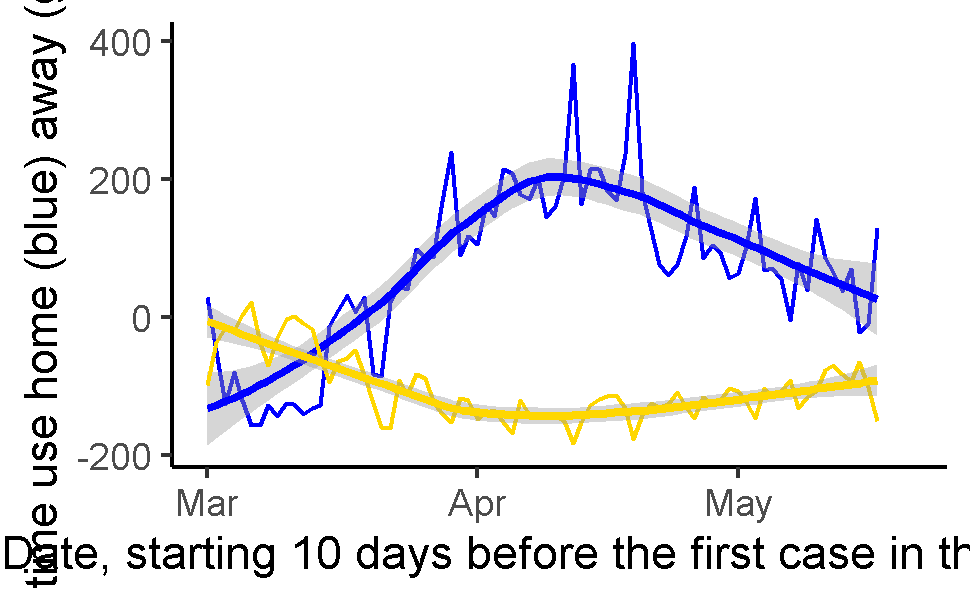 time use home (blue) away (
400
200
0
-200
Mar Apr May
Date, starting 10 days before the first case in th